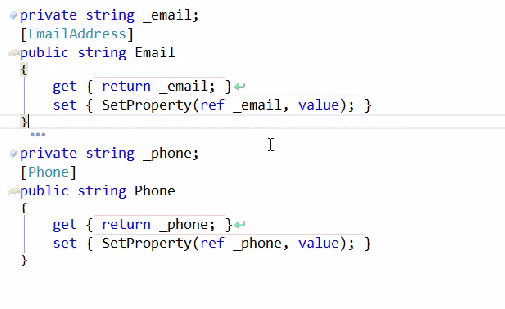 private string _email;
[EmailAddress]
public string Email
{
get { return _email; }
set { SetProperty(ref _email, value); }
}
private string _phone;
[Phone]
public string Phone
{
get { return _phone; }
set { SetProperty(ref _phone, value); }
}